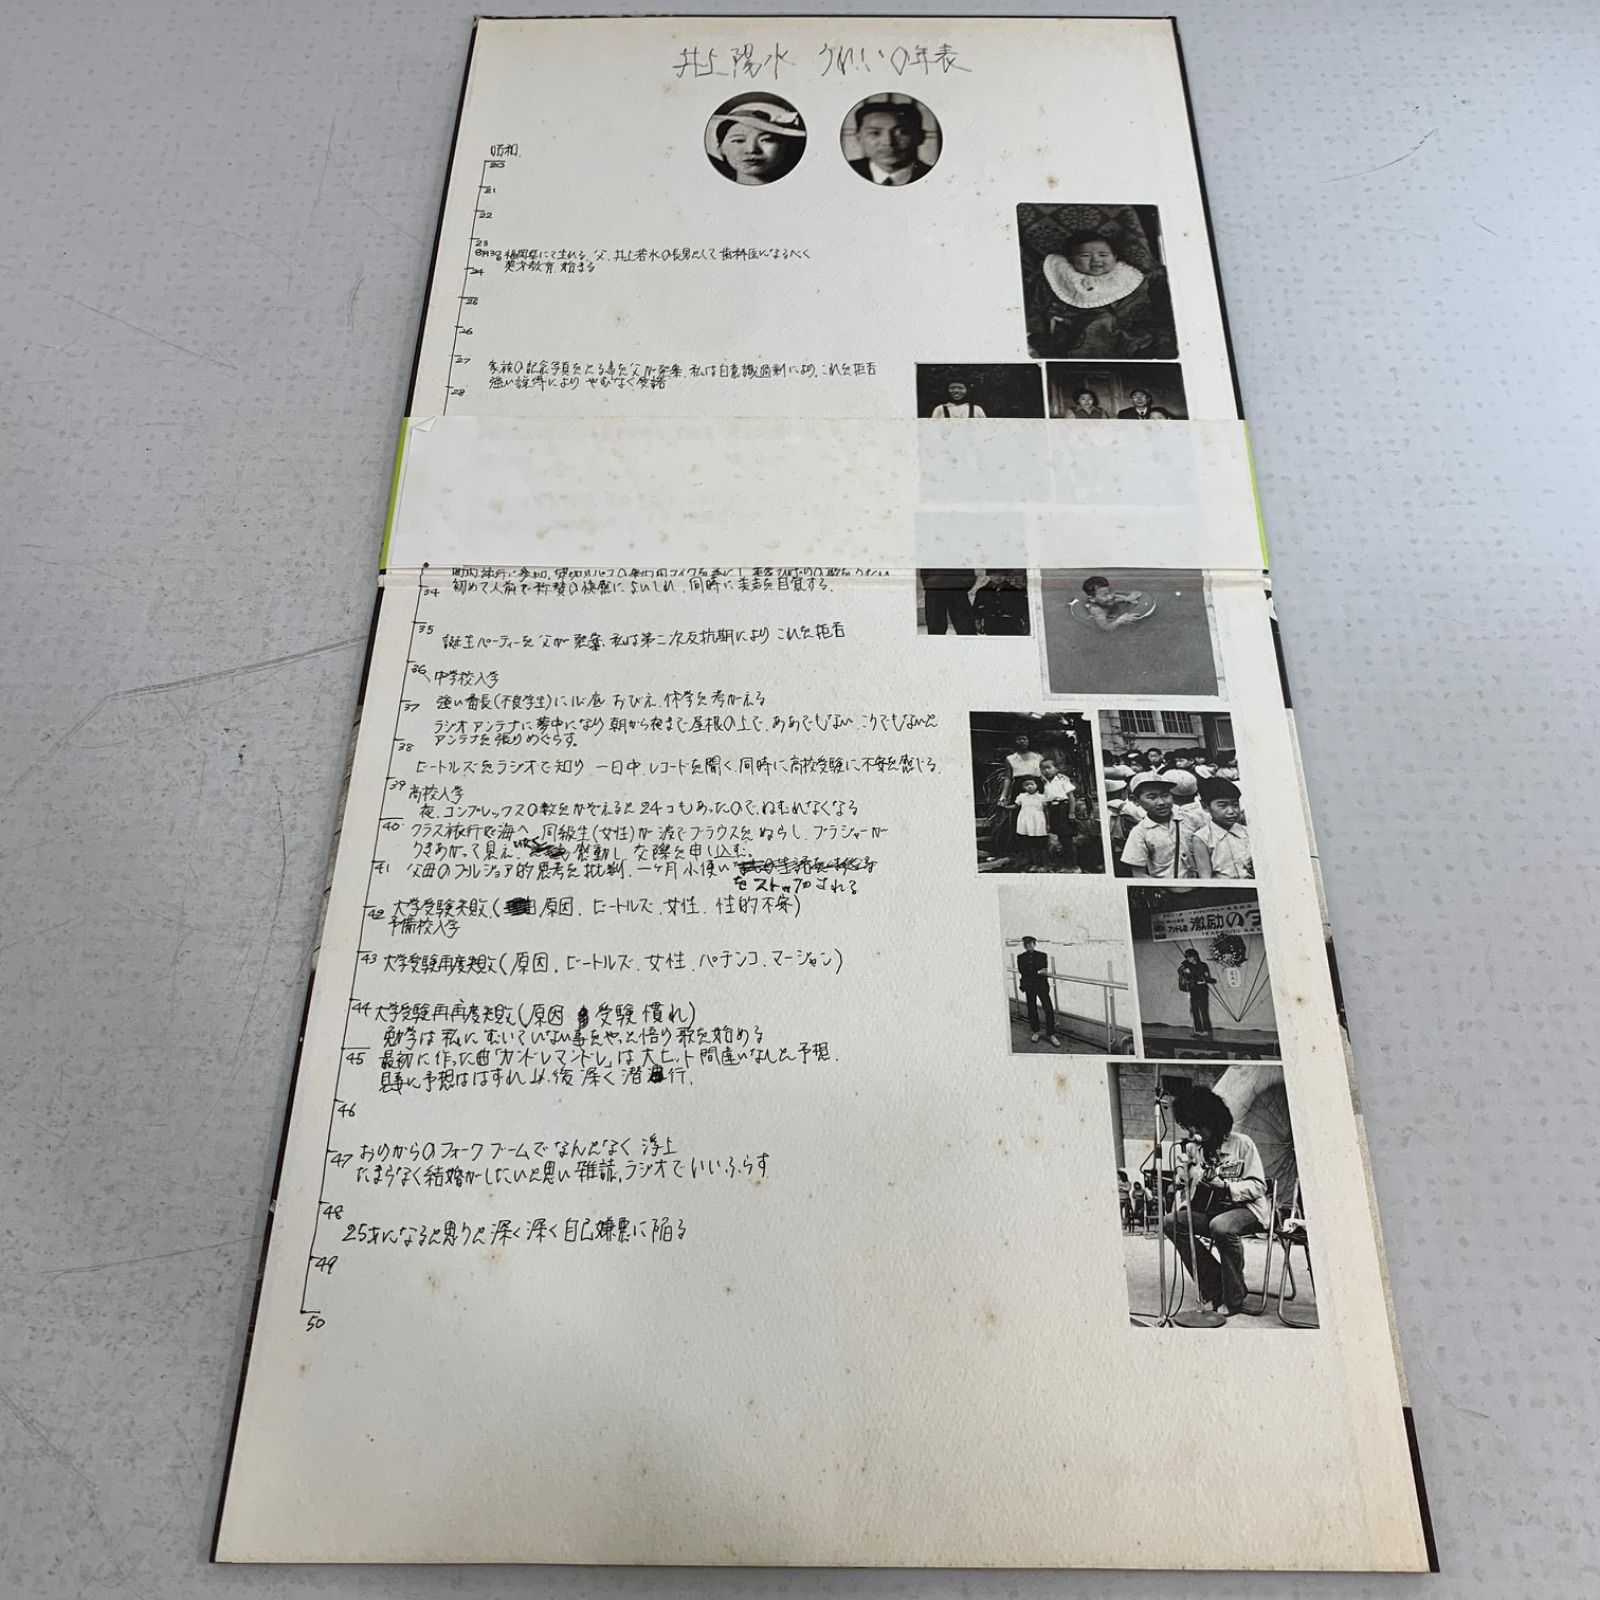 井上陽水 うれいの年表
昭和
20
21
22
23
8月30日 福岡県にて生れる、父、井上若水の長男として歯科医になるべく
24 英才教育、始まる
25
26
27 家族の記念写真をとる事を父が発案、私は自意識過剰により、これを拒否
強い説得により やむなく受諾
28
34 初めて人前で称賛の嵐に 同時に美声を自覚する。
35 誕生パーティーを父が発案、私は第二次反抗期により これを拒否
36 中学校入学
強い番長(不良学生)に心底 おびえ、休学を考がえる
37 ラジオアンテナに夢中になり 朝から夜まで屋根の上で、ああでもない、こうでもないと
アンテナを張りめぐらす。
38 ビートルズをラジオで知り 一日中、レコードを聞く、同時に高校受験に不安を感じる、
39 高校入学
夜、コンプレックスの数をかぞえると24コもあったので、ねむれなくなる
40 クラス旅行で海へ、同級生(女性)が波でブラウスをぬらし、ブラジャーが
うきあがって見え、いたく感動し 交際を申し込む。
41 父母のブルジョア的思考を批判、一ヶ月小使い
をストップされる
42 大学受験失敗(原因、ビートルズ、女性、性的不安)
予備校入学
43 大学受験再度失敗(原因、ビートルズ、女性、パチンコ、マージャン)
44 大学受験再再度失敗(原因 受験慣れ)
勉学は私にむいていない事をやっと悟り歌を始める
45 最初に作った曲「カンドレマンドレ」は大ヒット間違いなしと予想、
見事に予想ははずれ以後深く潜行、
46
47 おりからのフォークブームでなんとなく浮上
たまらなく結婚がしたいと思い雑誌、ラジオでいいふらす
48 25才になると思うと深く深く自己嫌悪に陥る
49
50
激励の